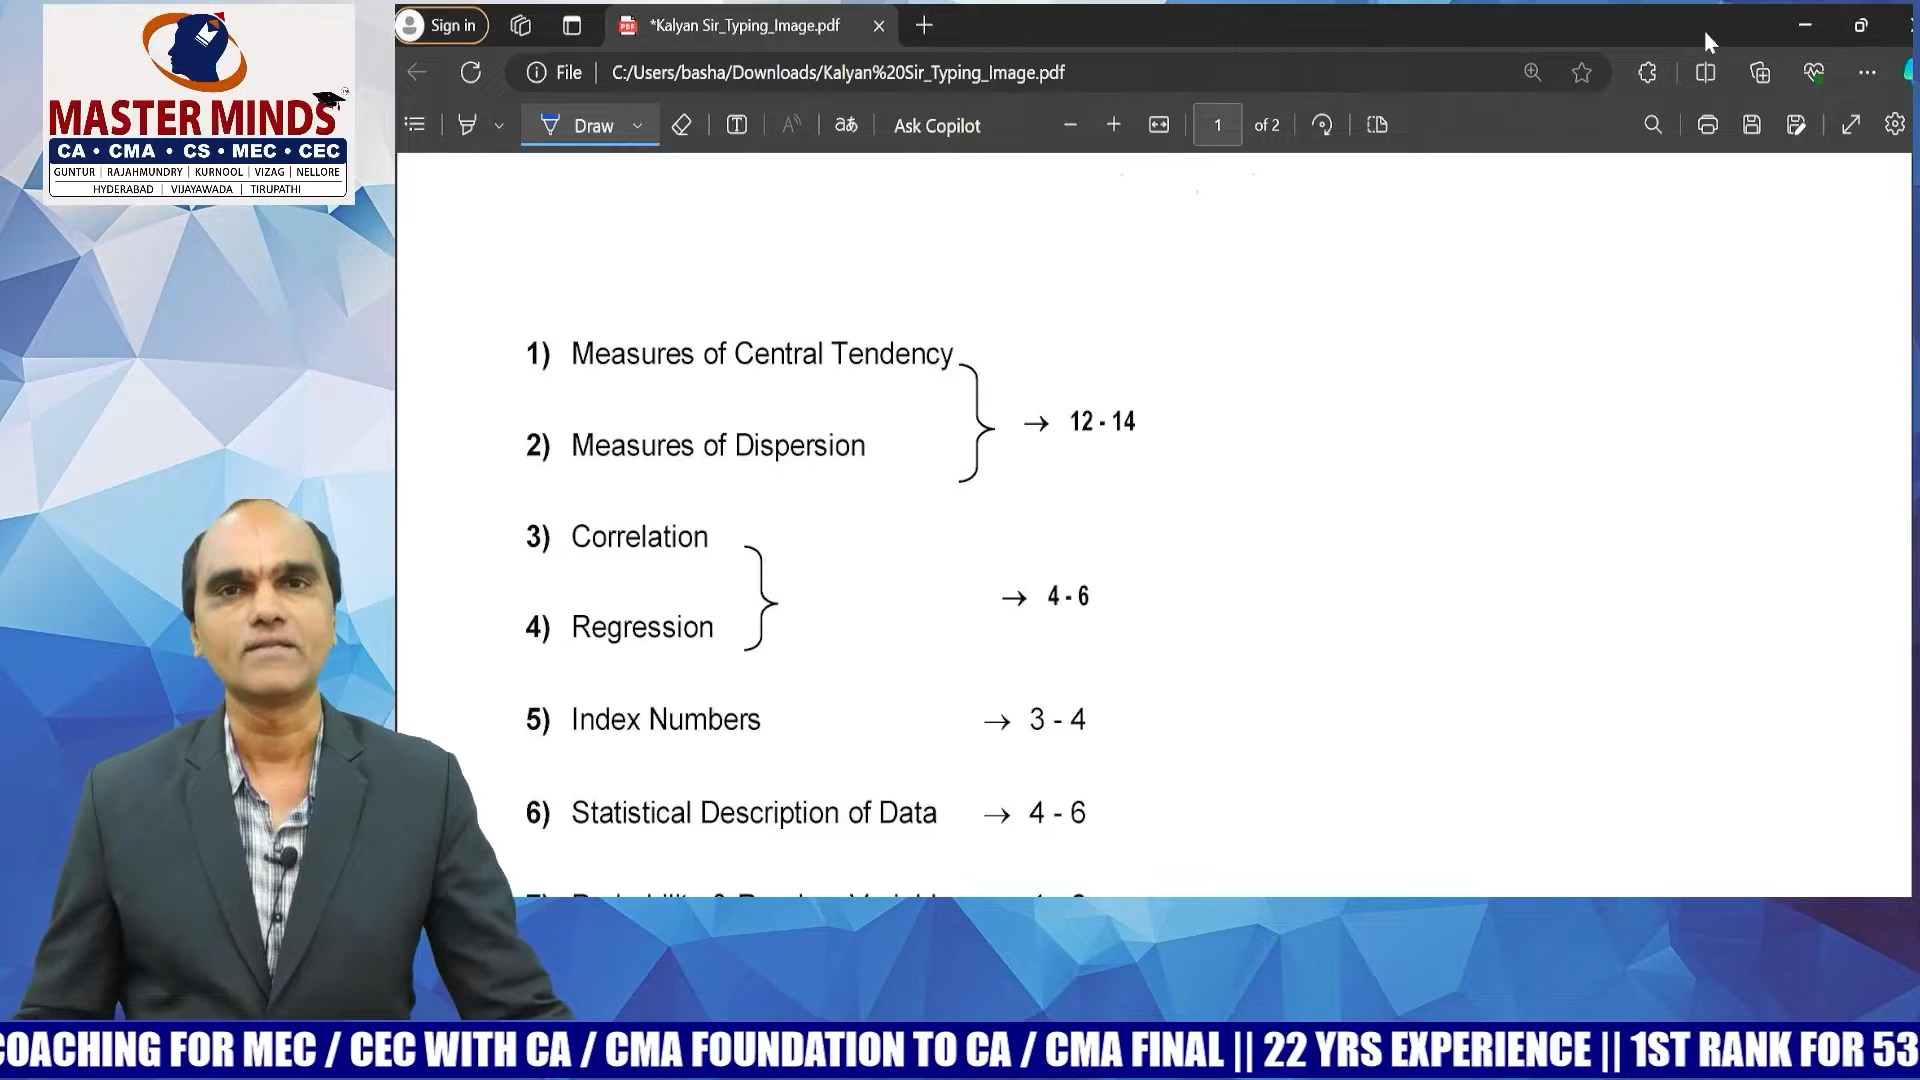 MASTER MINDS
CA • CMA • CS • MEC • CEC
GUNTUR | RAJAHMUNDRY | KURNOOL | VIZAG | NELLORE
HYDERABAD | VIJAYAWADA | TIRUPATHI
Sign in
*Kalyan Sir_Typing_Image.pdf
File
C:/Users/basha/Downloads/Kalyan%20Sir_Typing_Image.pdf
Draw
Ask Copilot
1
of 2
1) Measures of Central Tendency
→ 12 - 14
2) Measures of Dispersion
3) Correlation
→ 4 - 6
4) Regression
5) Index Numbers → 3 - 4
6) Statistical Description of Data → 4 - 6
COACHING FOR MEC / CEC WITH CA / CMA FOUNDATION TO CA / CMA FINAL || 22 YRS EXPERIENCE || 1ST RANK FOR 53